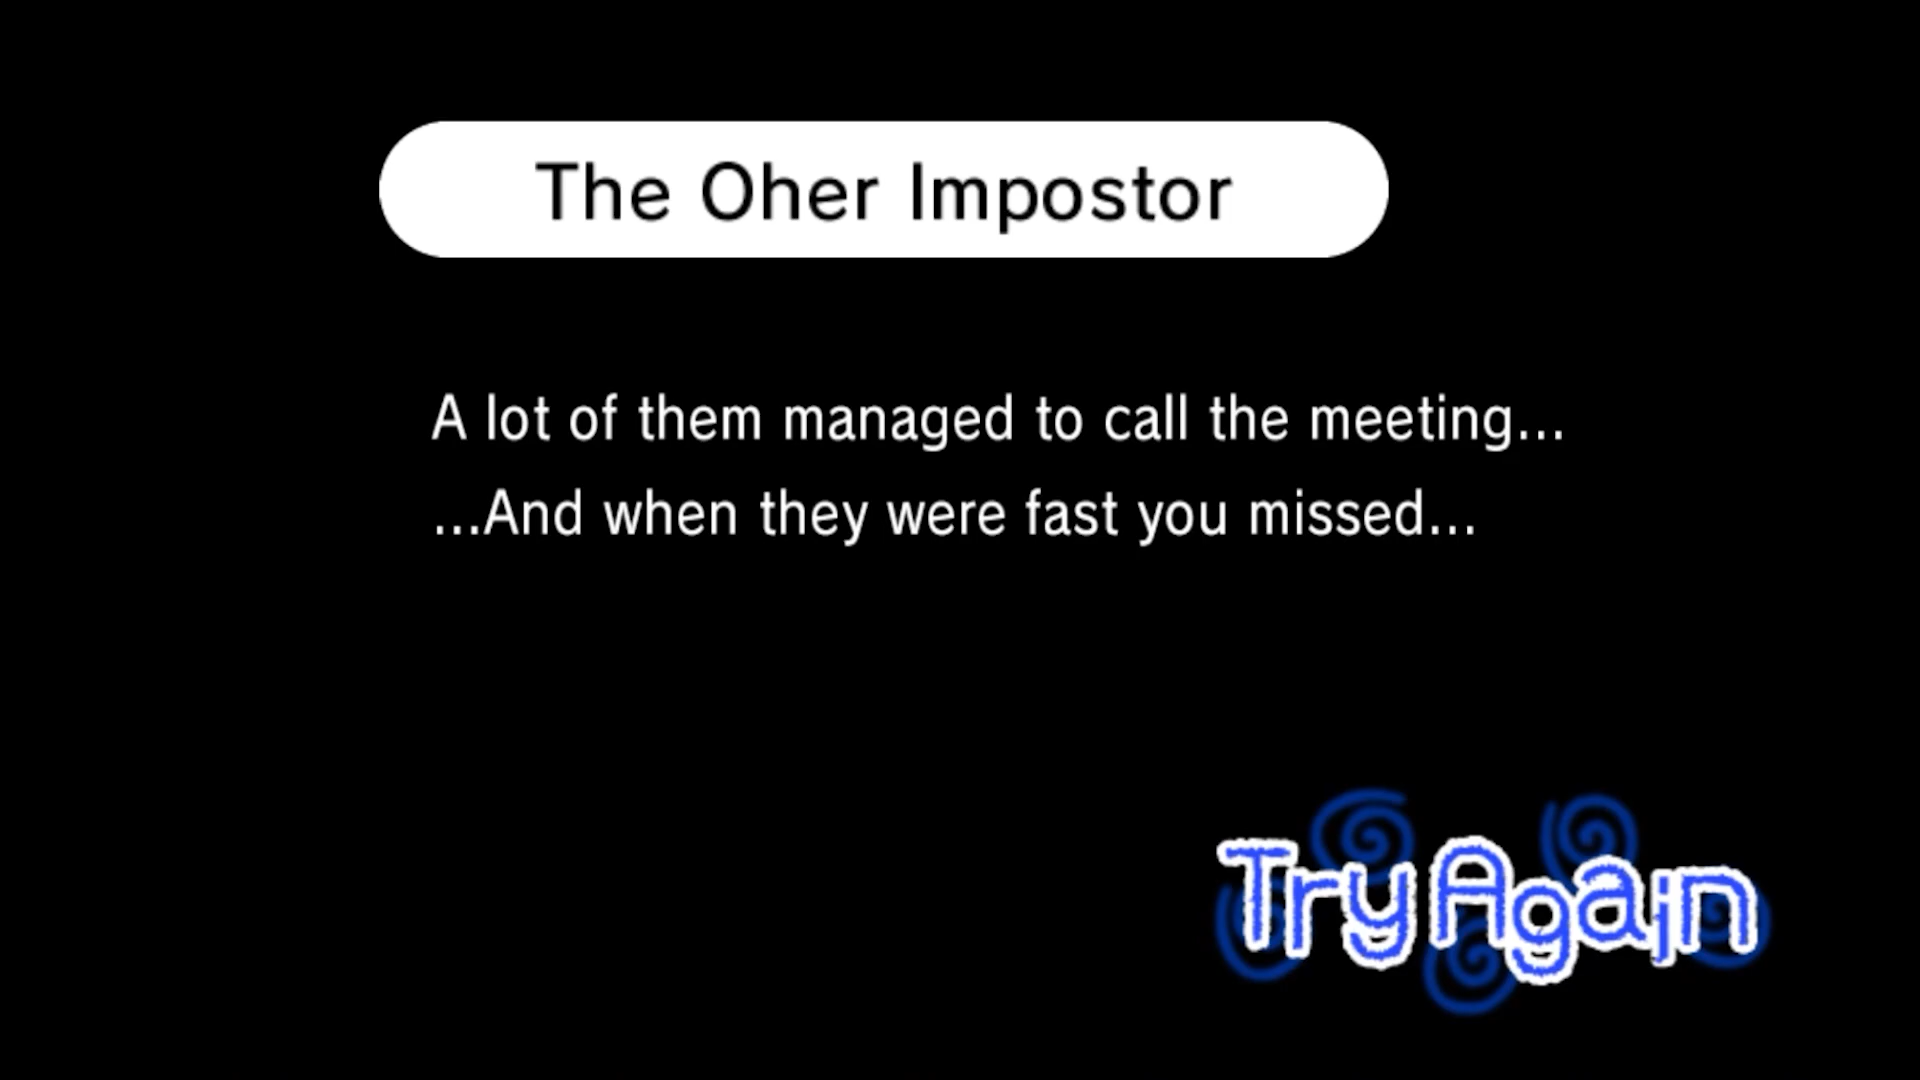 The Oher Impostor
A lot of them managed to call the meeting...
...And when they were fast you missed...
Try Again